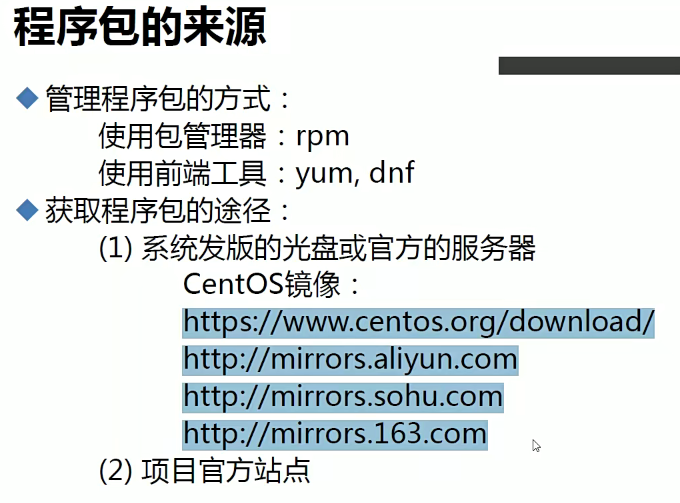 程序包的来源
管理程序包的方式：
使用包管理器：rpm
使用前端工具：yum, dnf
获取程序包的途径：
(1) 系统发版的光盘或官方的服务器
CentOS镜像：
https://www.centos.org/download/
http://mirrors.aliyun.com
http://mirrors.sohu.com
http://mirrors.163.com
(2) 项目官方站点